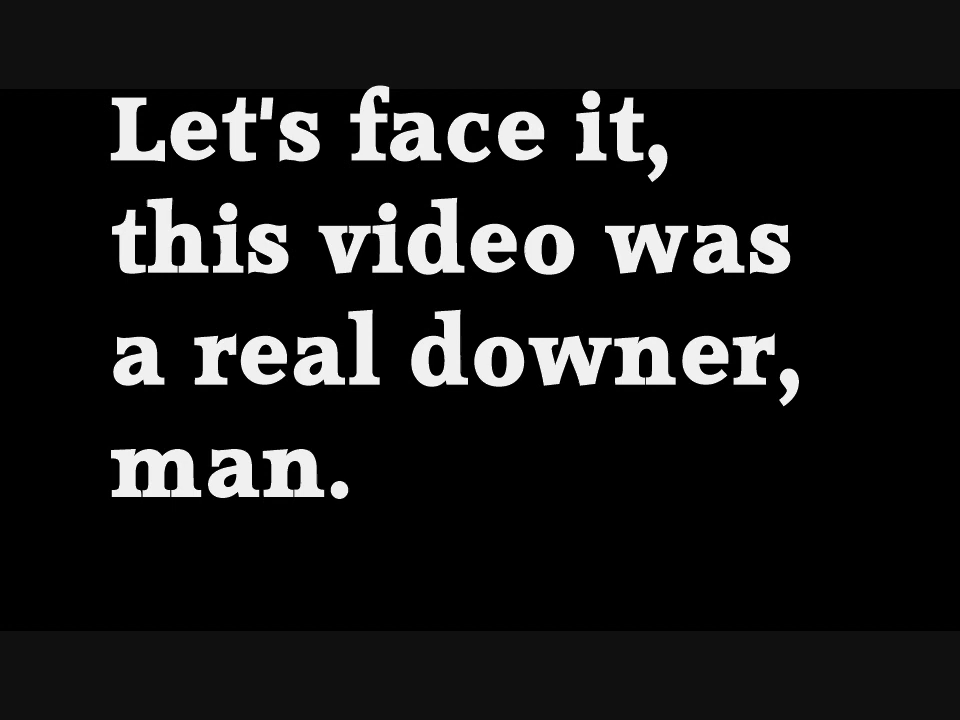 Let's face it,
this video was
a real downer,
man.